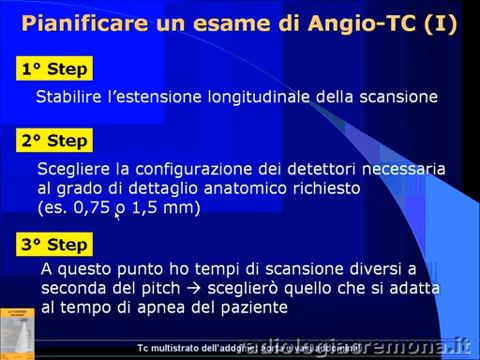 Pianificare un esame di Angio-TC (I)
1° Step
Stabilire l'estensione longitudinale della scansione
2° Step
Scegliere la configurazione dei detettori necessaria
al grado di dettaglio anatomico richiesto
(es. 0,75 o 1,5 mm)
3° Step
A questo punto ho tempi di scansione diversi a
seconda del pitch → sceglierò quello che si adatta
al tempo di apnea del paziente
Tc multistrato dell'addome: aorta e vasi addominali
radiologiacremona.it